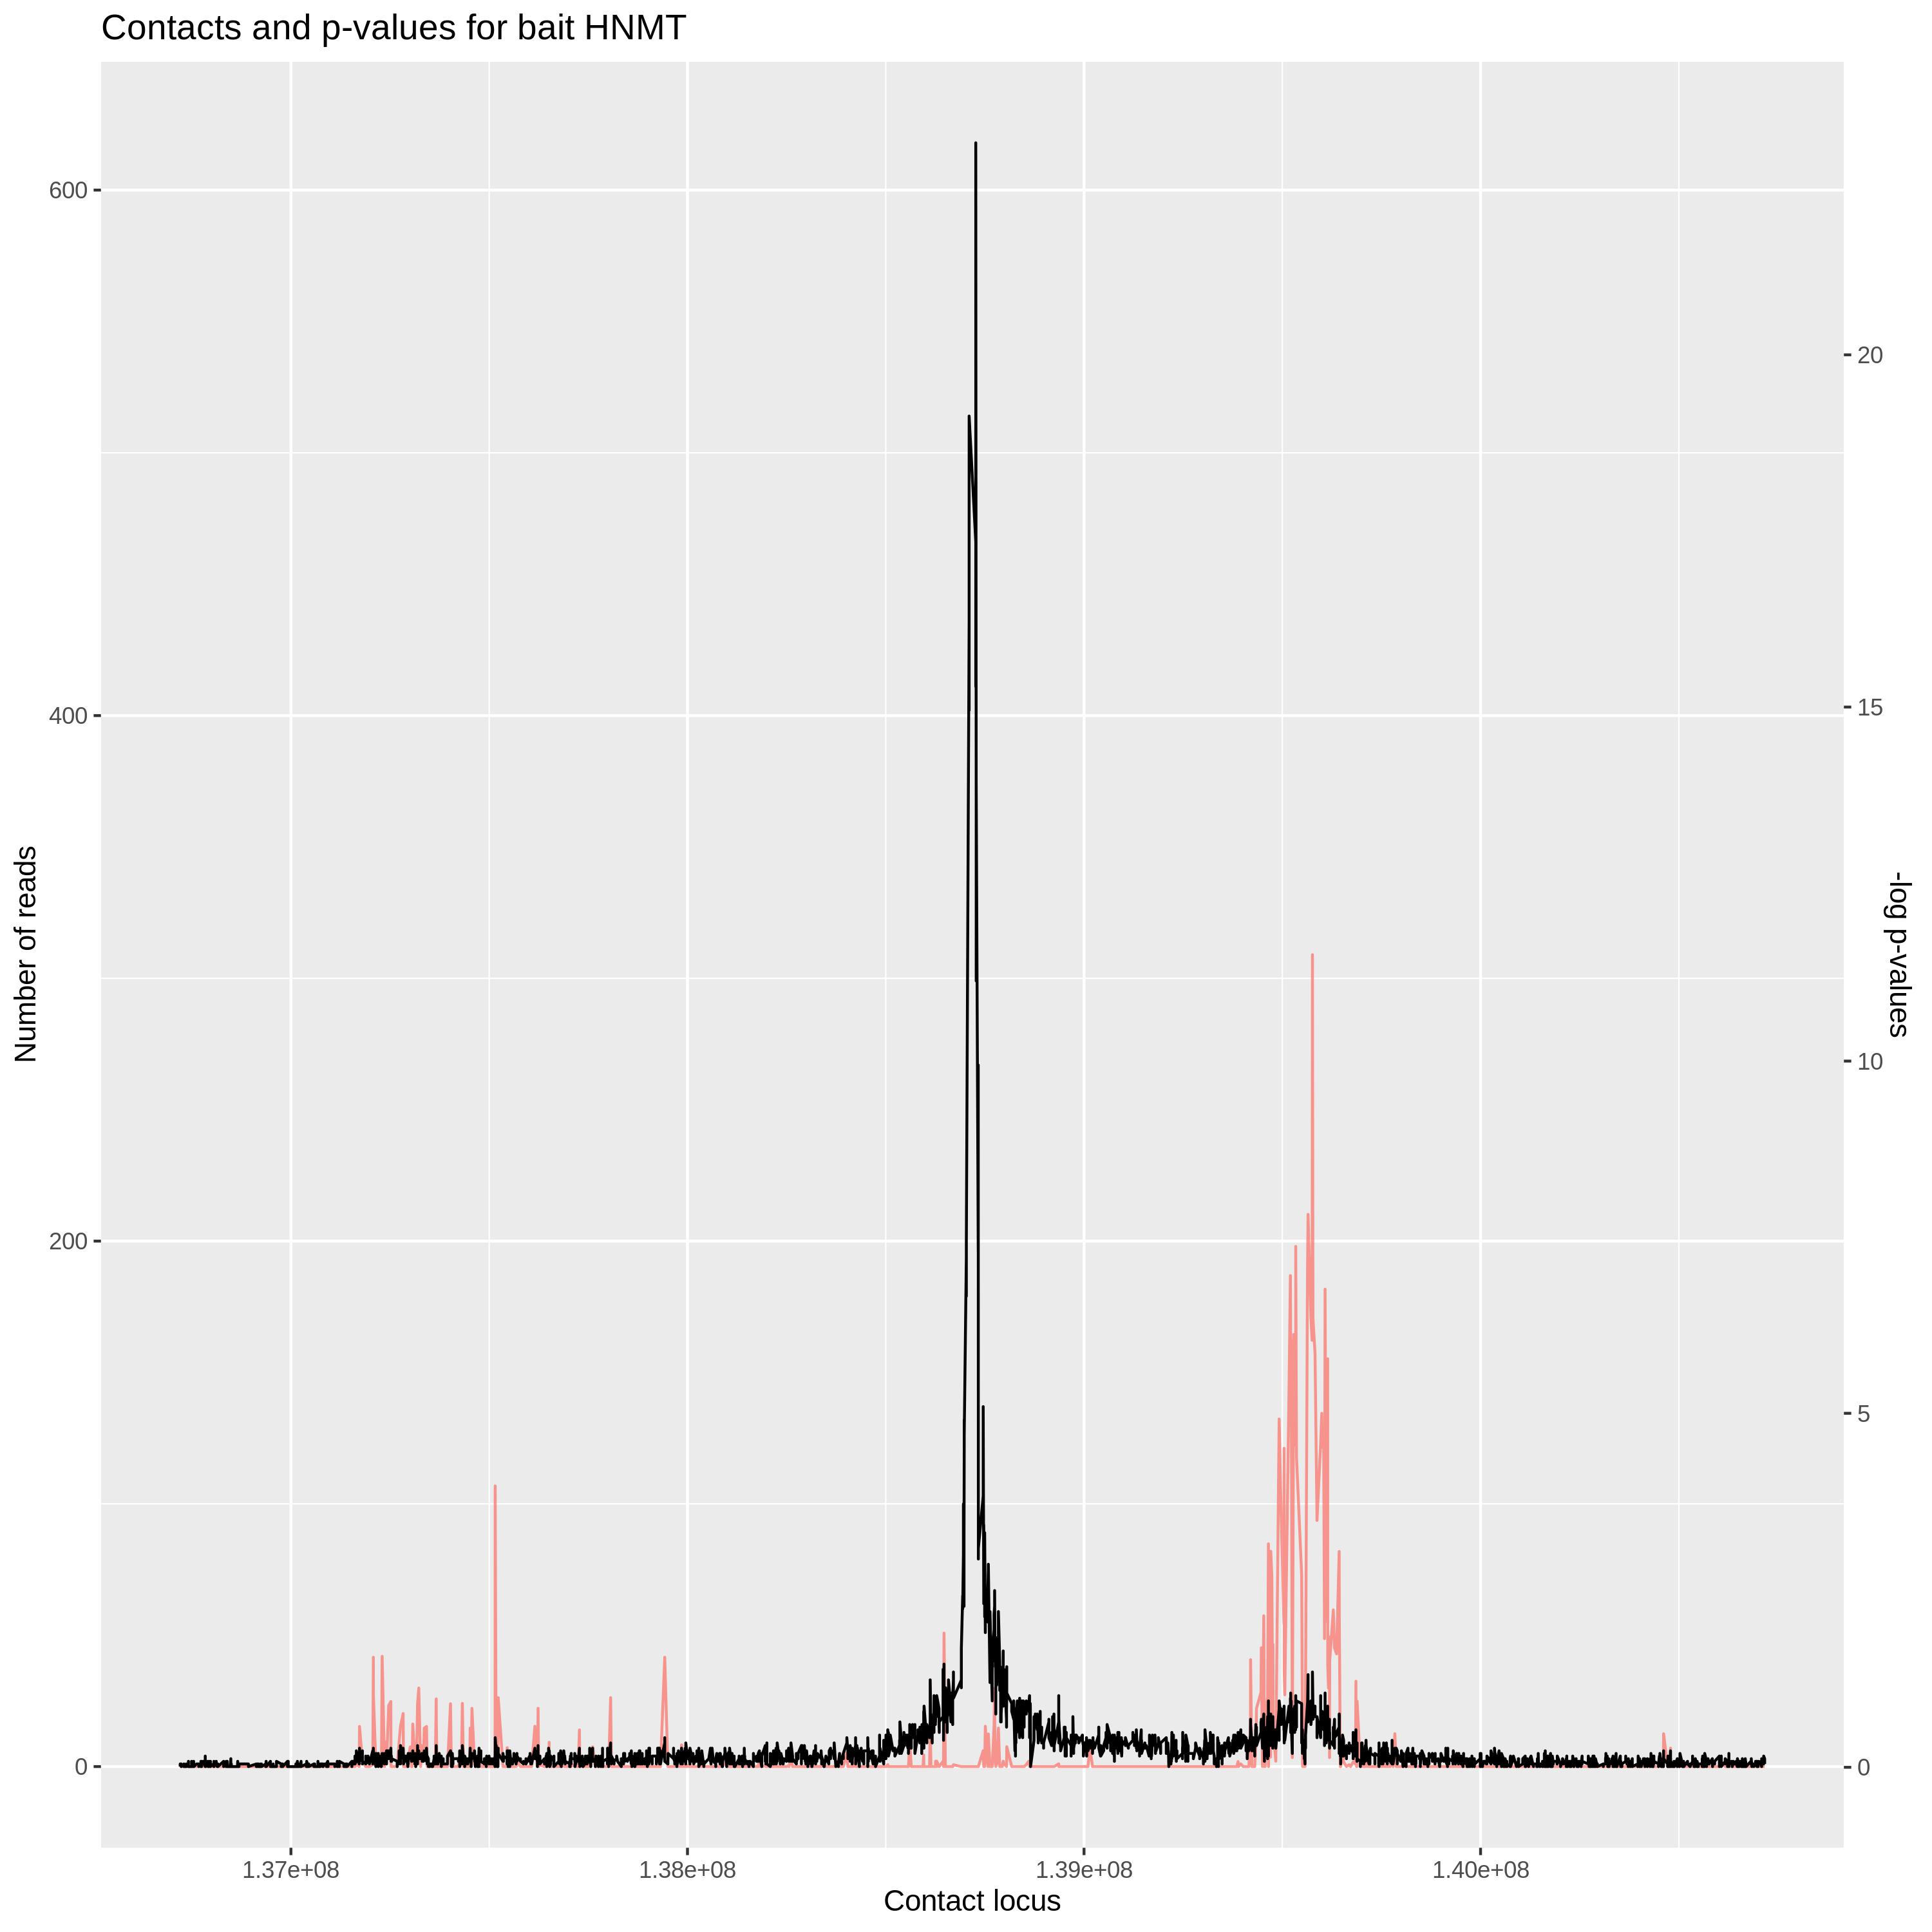 Contacts and p-values for bait HNMT
600
400
200
0
Number of reads
20
15
10
5
0
-log p-values
1.37e+08
1.38e+08
1.39e+08
1.40e+08
Contact locus